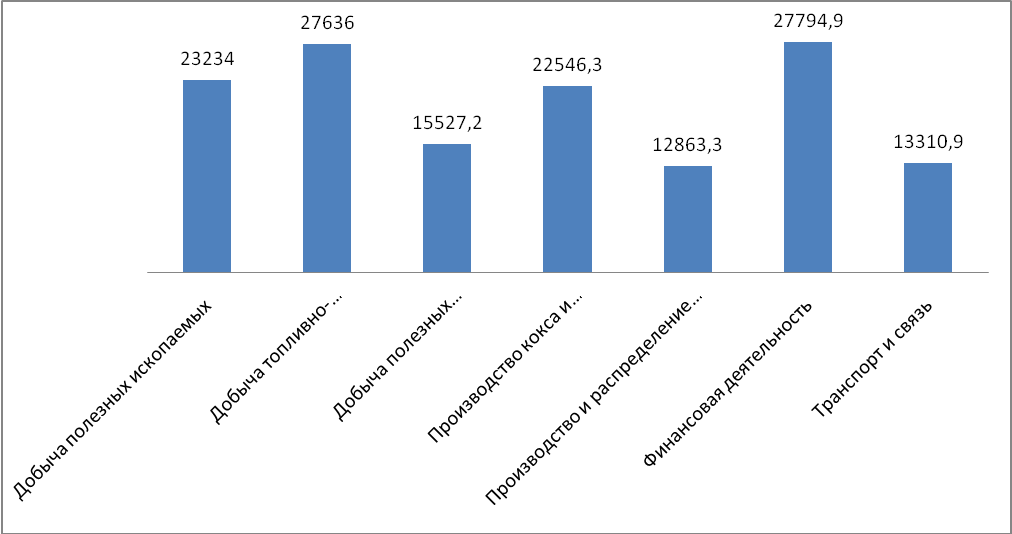 23234
27636
15527,2
22546,3
12863,3
27794,9
13310,9
Добыча полезных ископаемых
Добыча топливно-…
Добыча полезных…
Производство кокса и…
Производство и распределение…
Финансовая деятельность
Транспорт и связь